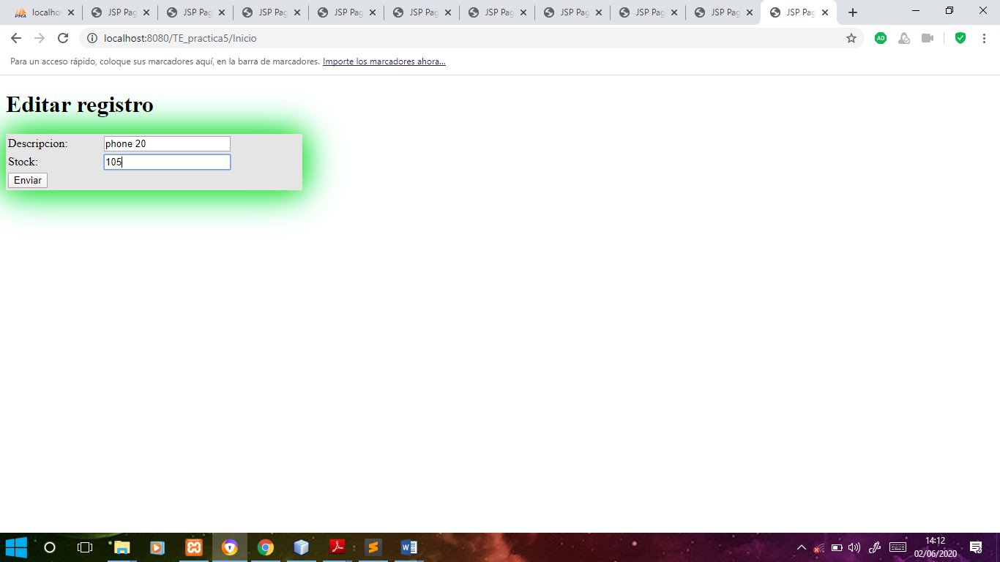 localho JSP Pag JSP Pag JSP Pag JSP Pag JSP Pag JSP Pag JSP Pag JSP Pag JSP Pag JSP Pag
localhost:8080/TE_practica5/Inicio
Para un acceso rápido, coloque sus marcadores aquí, en la barra de marcadores. Importe los marcadores ahora...
Editar registro
Descripcion: phone 20
Stock: 105
Enviar
14:12
02/06/2020